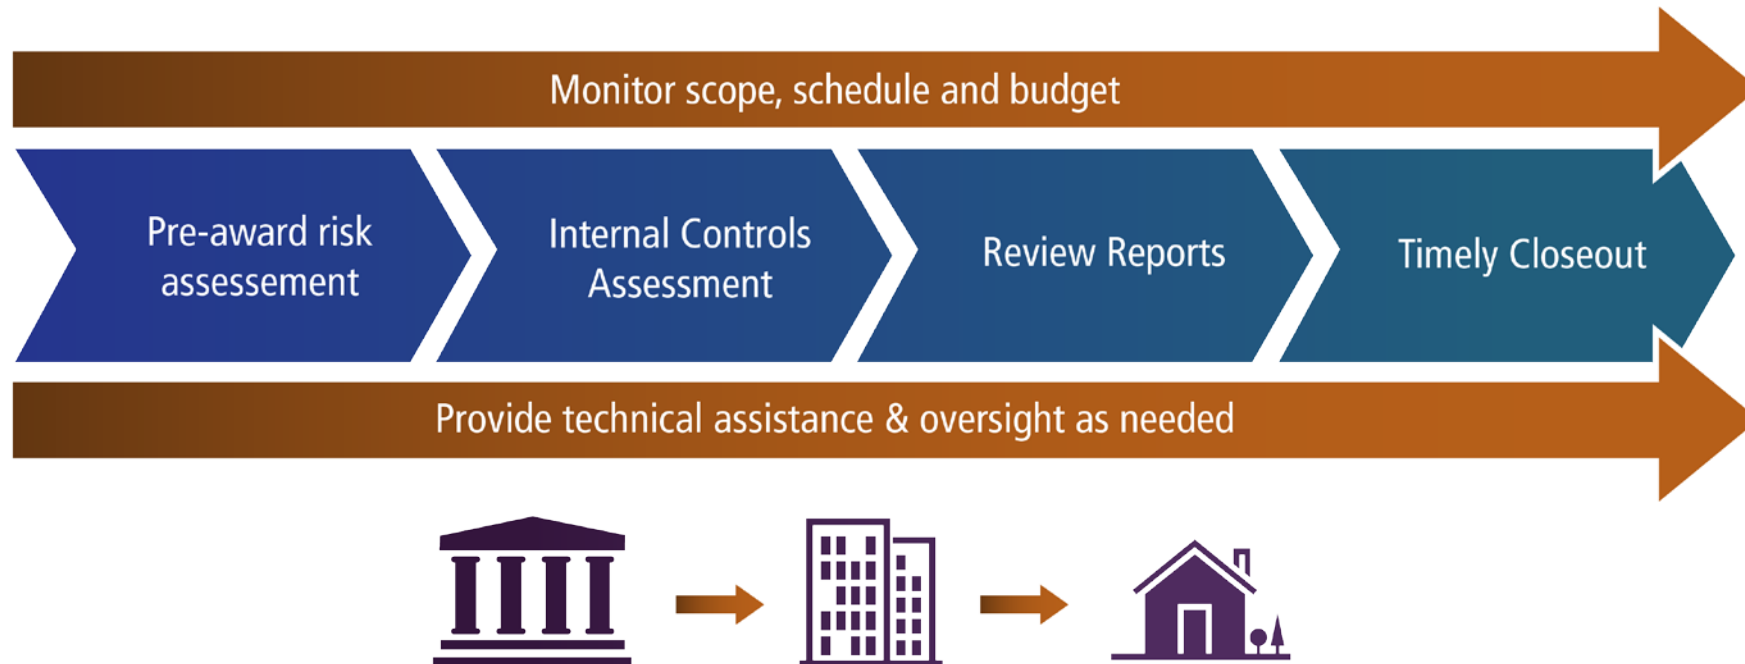 Monitor scope, schedule and budget
Pre-award risk
assessement
Internal Controls
Assessment
Review Reports
Timely Closeout
Provide technical assistance & oversight as needed